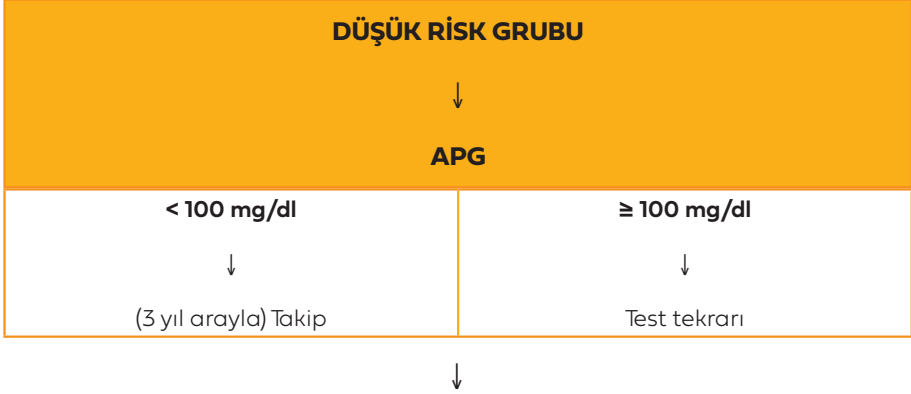 DÜŞÜK RİSK GRUBU
↓
APG
< 100 mg/dl
↓
(3 yıl arayla) Takip
≥ 100 mg/dl
↓
Test tekrarı
↓